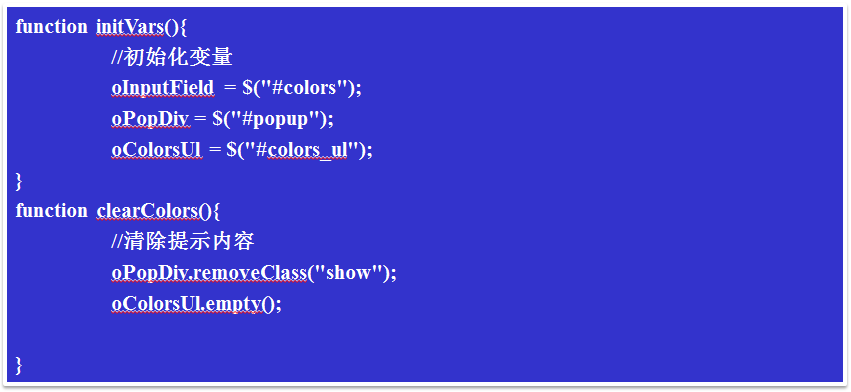 function initVars(){
//初始化变量
oInputField = $("#colors");
oPopDiv = $("#popup");
oColorsUl = $("#colors_ul");
}
function clearColors(){
//清除提示内容
oPopDiv.removeClass("show");
oColorsUl.empty();
}